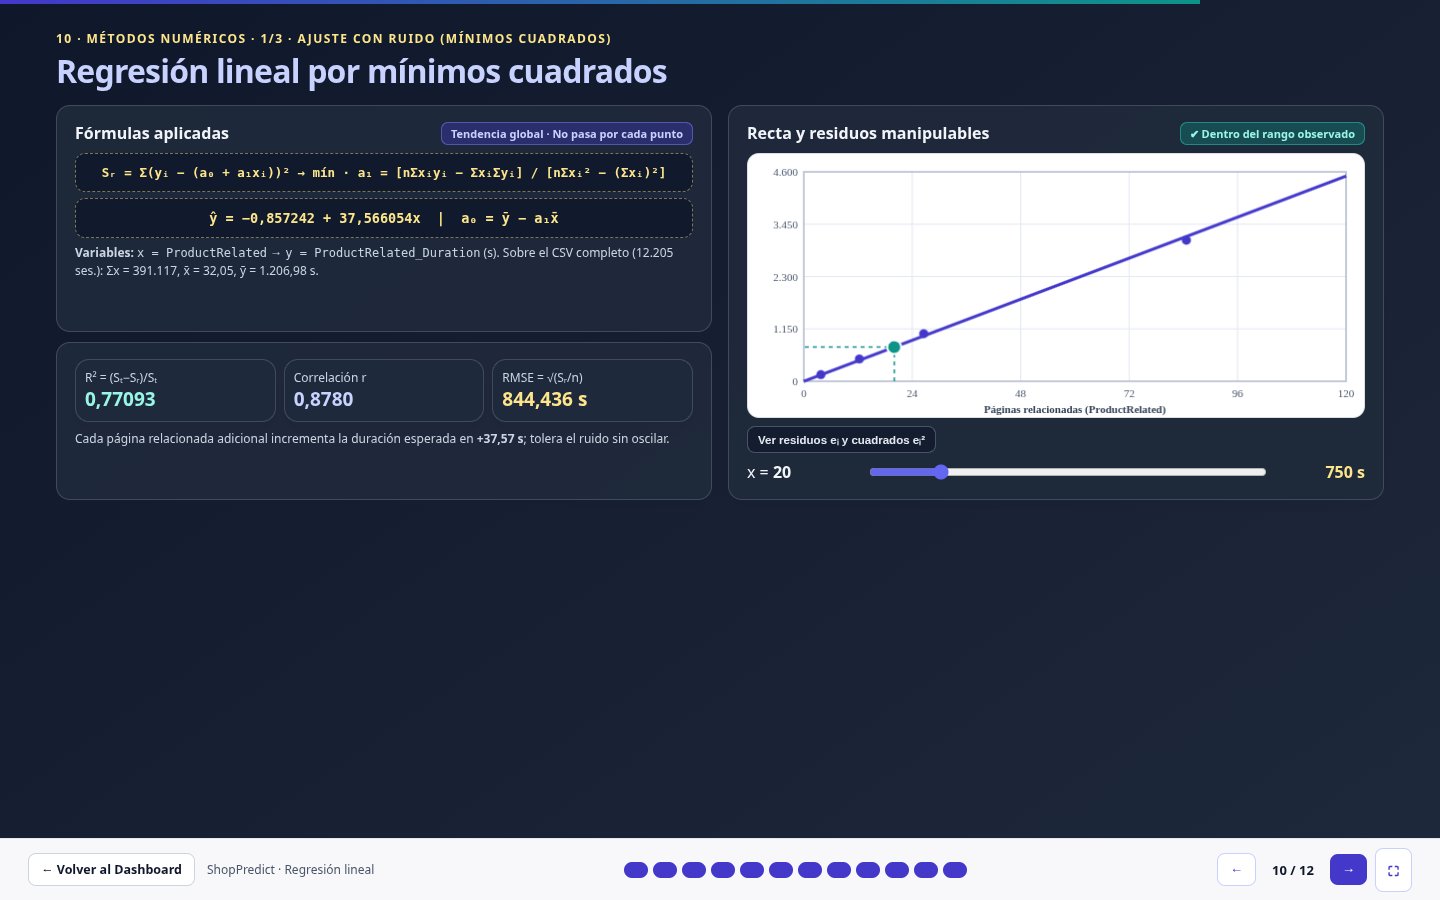 10 · MÉTODOS NUMÉRICOS · 1/3 · AJUSTE CON RUIDO (MÍNIMOS CUADRADOS)
Regresión lineal por mínimos cuadrados
Fórmulas aplicadas
Tendencia global · No pasa por cada punto
Sᵣ = Σ(yᵢ − (a₀ + a₁xᵢ))² → mín · a₁ = [nΣxᵢyᵢ − ΣxᵢΣyᵢ] / [nΣxᵢ² − (Σxᵢ)²]
ŷ = −0,857242 + 37,566054x | a₀ = ȳ − a₁x̄
Variables: x = ProductRelated → y = ProductRelated_Duration (s). Sobre el CSV completo (12.205
ses.): Σx = 391.117, x̄ = 32,05, ȳ = 1.206,98 s.
R² = (Sₜ−Sᵣ)/Sₜ
0,77093
Correlación r
0,8780
RMSE = √(Sᵣ/n)
844,436 s
Cada página relacionada adicional incrementa la duración esperada en +37,57 s; tolera el ruido sin oscilar.
Recta y residuos manipulables
✔ Dentro del rango observado
4.600
3.450
2.300
1.150
0
0 24 48 72 96 120
Páginas relacionadas (ProductRelated)
Ver residuos eᵢ y cuadrados eᵢ²
x = 20
750 s
← Volver al Dashboard
ShopPredict · Regresión lineal
←
10 / 12
→